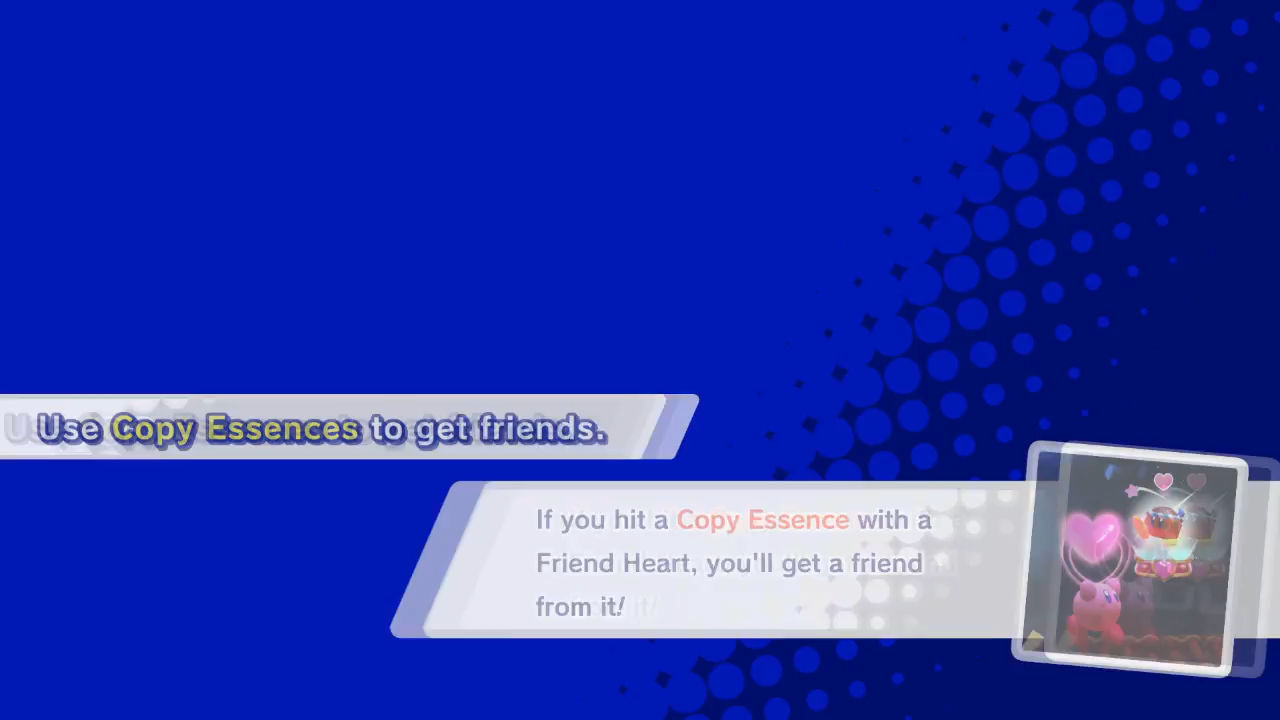 Use Copy Essences to get friends.
If you hit a Copy Essence with a
Friend Heart, you'll get a friend
from it!